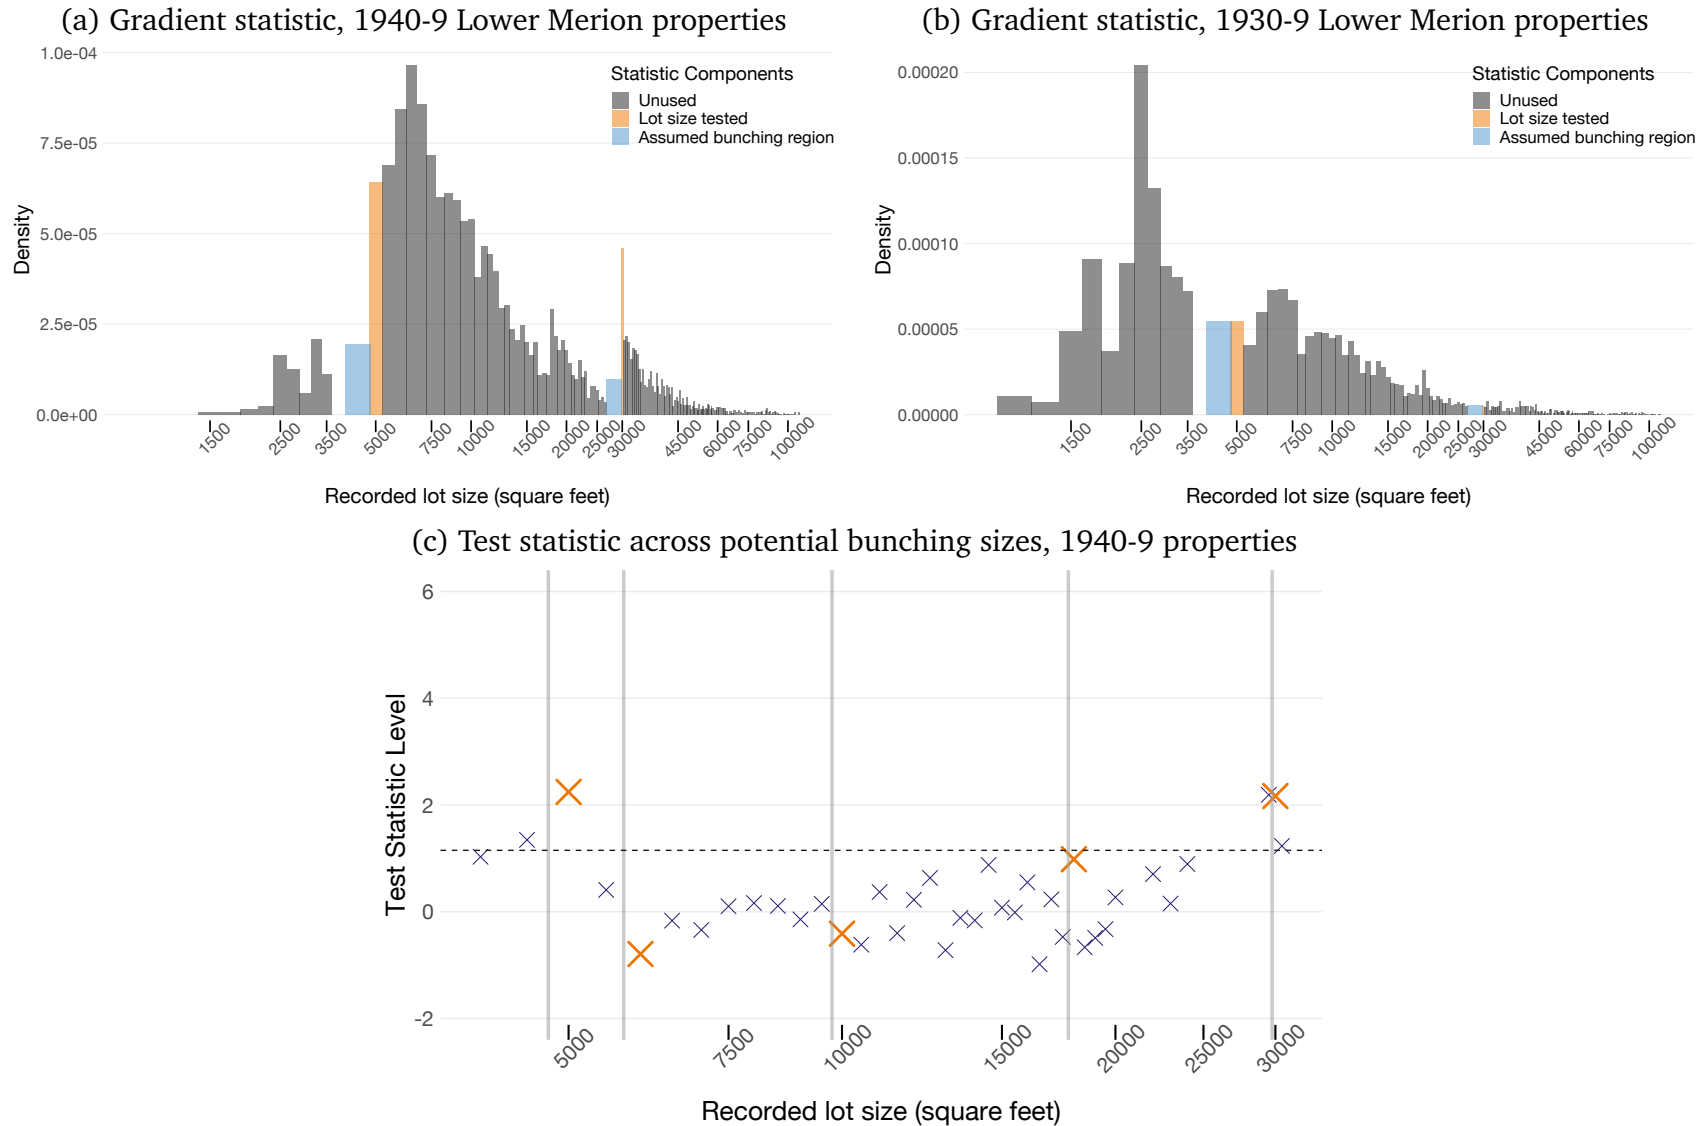 (a) Gradient statistic, 1940-9 Lower Merion properties
1.0e-04
7.5e-05
5.0e-05
2.5e-05
0.0e+00
Density
Statistic Components
Unused
Lot size tested
Assumed bunching region
1500
2500
3500
5000
7500
10000
15000
20000
25000
30000
45000
60000
75000
100000
Recorded lot size (square feet)
(b) Gradient statistic, 1930-9 Lower Merion properties
0.00020
0.00015
0.00010
0.00005
0.00000
Density
Statistic Components
Unused
Lot size tested
Assumed bunching region
1500
2500
3500
5000
7500
10000
15000
20000
25000
30000
45000
60000
75000
100000
Recorded lot size (square feet)
(c) Test statistic across potential bunching sizes, 1940-9 properties
6
4
2
0
-2
Test Statistic Level
5000
7500
10000
15000
20000
25000
30000
Recorded lot size (square feet)